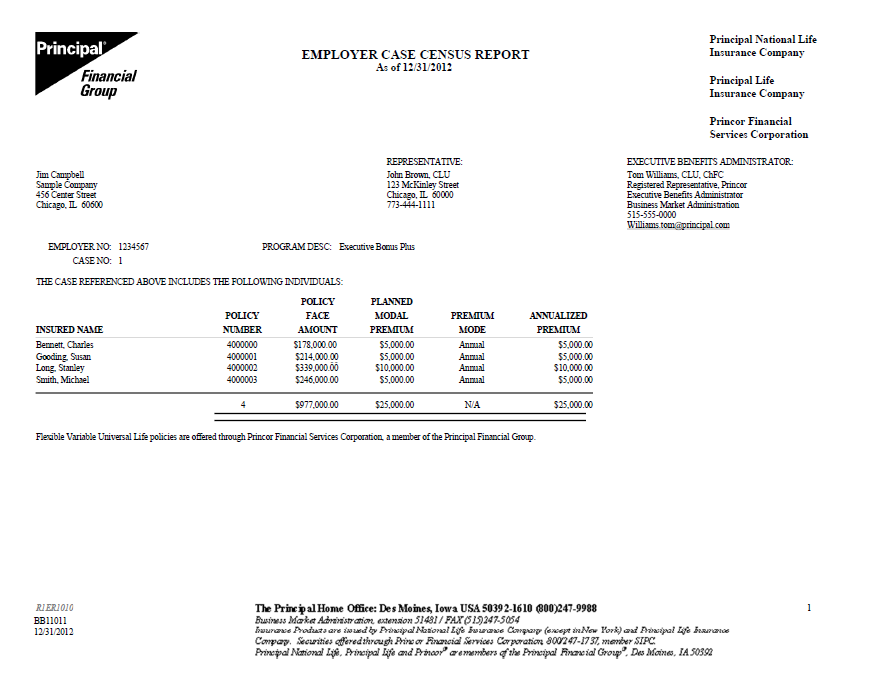 Principal®
Financial
Group
EMPLOYER CASE CENSUS REPORT
As of 12/31/2012
Principal National Life
Insurance Company
Principal Life
Insurance Company
Princor Financial
Services Corporation
Jim Campbell
Sample Company
456 Center Street
Chicago, IL 60600
REPRESENTATIVE:
John Brown, CLU
123 McKinley Street
Chicago, IL 60000
773-444-1111
EXECUTIVE BENEFITS ADMINISTRATOR:
Tom Williams, CLU, ChFC
Registered Representative, Princor
Executive Benefits Administrator
Business Market Administration
515-555-0000
Williams.tom@principal.com
EMPLOYER NO: 1234567 PROGRAM DESC: Executive Bonus Plus
CASE NO: 1
THE CASE REFERENCED ABOVE INCLUDES THE FOLLOWING INDIVIDUALS:
POLICY PLANNED
POLICY FACE MODAL PREMIUM ANNUALIZED
INSURED NAME NUMBER AMOUNT PREMIUM MODE PREMIUM
Bennett, Charles 4000000 $178,000.00 $5,000.00 Annual $5,000.00
Gooding, Susan 4000001 $214,000.00 $5,000.00 Annual $5,000.00
Long, Stanley 4000002 $339,000.00 $10,000.00 Annual $10,000.00
Smith, Michael 4000003 $246,000.00 $5,000.00 Annual $5,000.00
4 $977,000.00 $25,000.00 N/A $25,000.00
Flexible Variable Universal Life policies are offered through Princor Financial Services Corporation, a member of the Principal Financial Group.
R1ER1010
BB11011
12/31/2012
The Principal Home Office: Des Moines, Iowa USA 50392-1610 (800)247-9988
Business Market Administration, extension 51481 / FAX (515)247-5054
Insurance Products are issued by Principal National Life Insurance Company (except in New York) and Principal Life Insurance
Company. Securities offered through Princor Financial Services Corporation, 800/247-1737, member SIPC.
Principal National Life, Principal Life and Princor® are members of the Principal Financial Group®, Des Moines, IA 50392
1